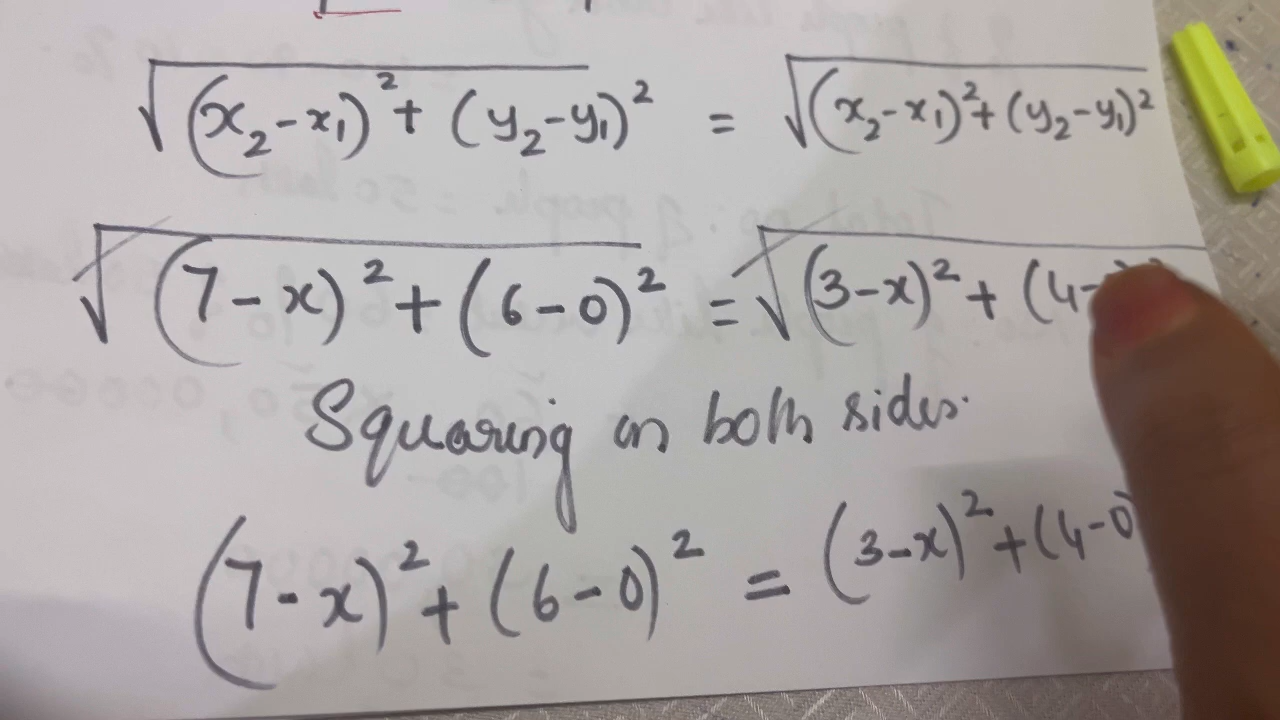 √(x₂-x₁)² + (y₂-y₁)² = √(x₂-x₁)² + (y₂-y₁)²
√(7-x)² + (6-0)² = √(3-x)² + (4-
Squaring on both sides.
(7-x)² + (6-0)² = (3-x)² + (4-0)